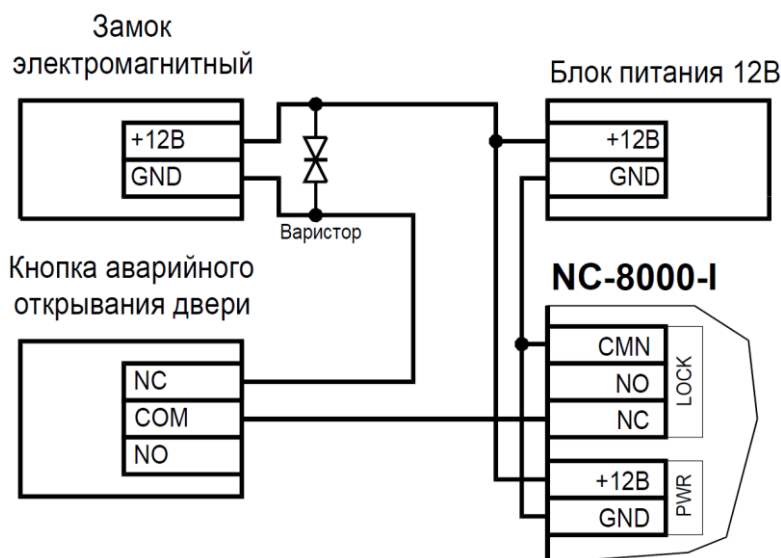 Замок
электромагнитный
+12В
GND
Варистор
Блок питания 12В
+12В
GND
Кнопка аварийного
открывания двери
NC
COM
NO
NC-8000-I
CMN
NO
NC
LOCK
+12В
GND
PWR